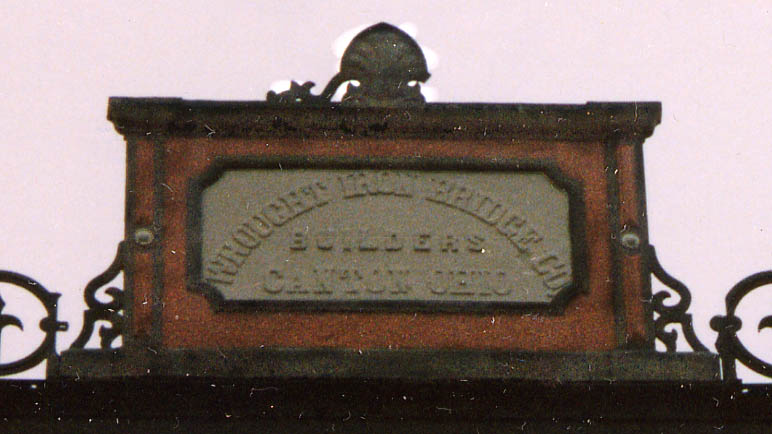 WROUGHT IRON BRIDGE CO
BUILDERS
CANTON OHIO